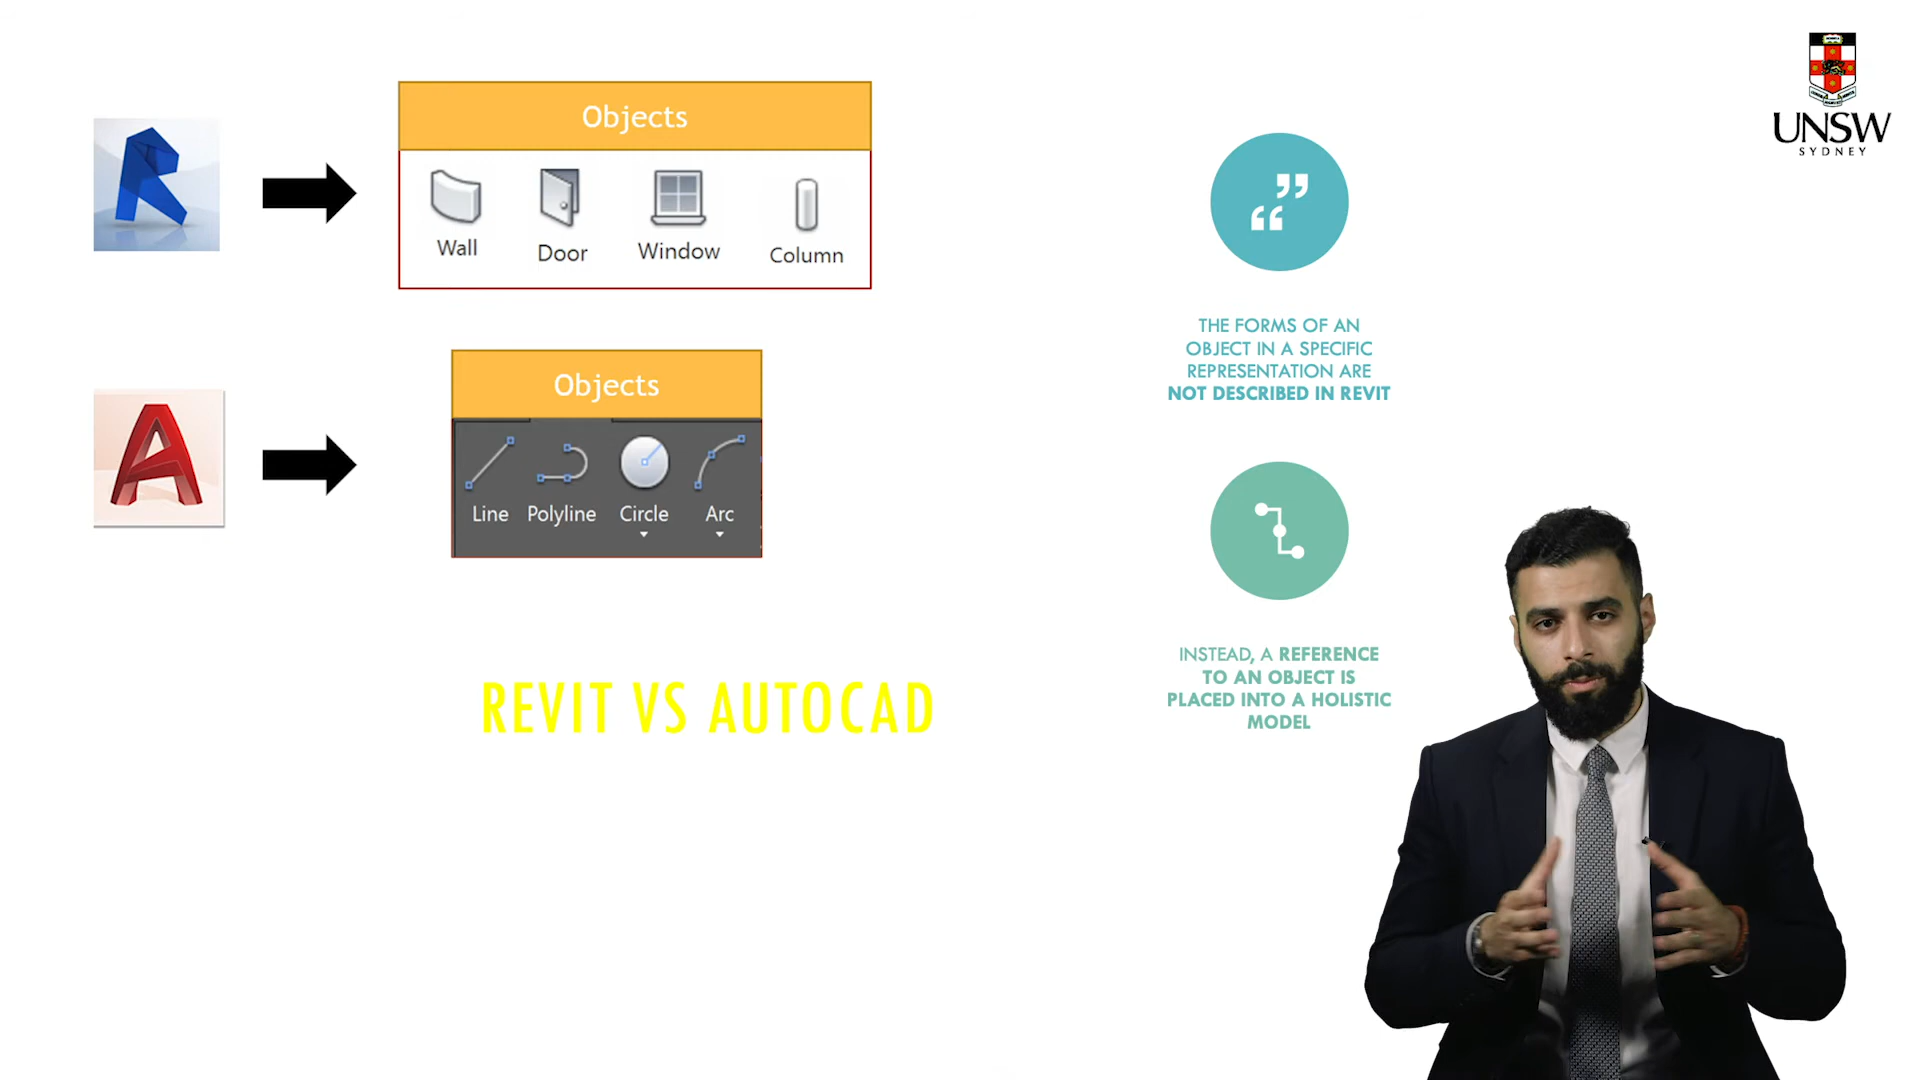 Objects
Wall
Door
Window
Column
Objects
Line
Polyline
Circle
Arc
REVIT VS AUTOCAD
THE FORMS OF AN
OBJECT IN A SPECIFIC
REPRESENTATION ARE
NOT DESCRIBED IN REVIT
INSTEAD, A REFERENCE
TO AN OBJECT IS
PLACED INTO A HOLISTIC
MODEL
UNSW
SYDNEY